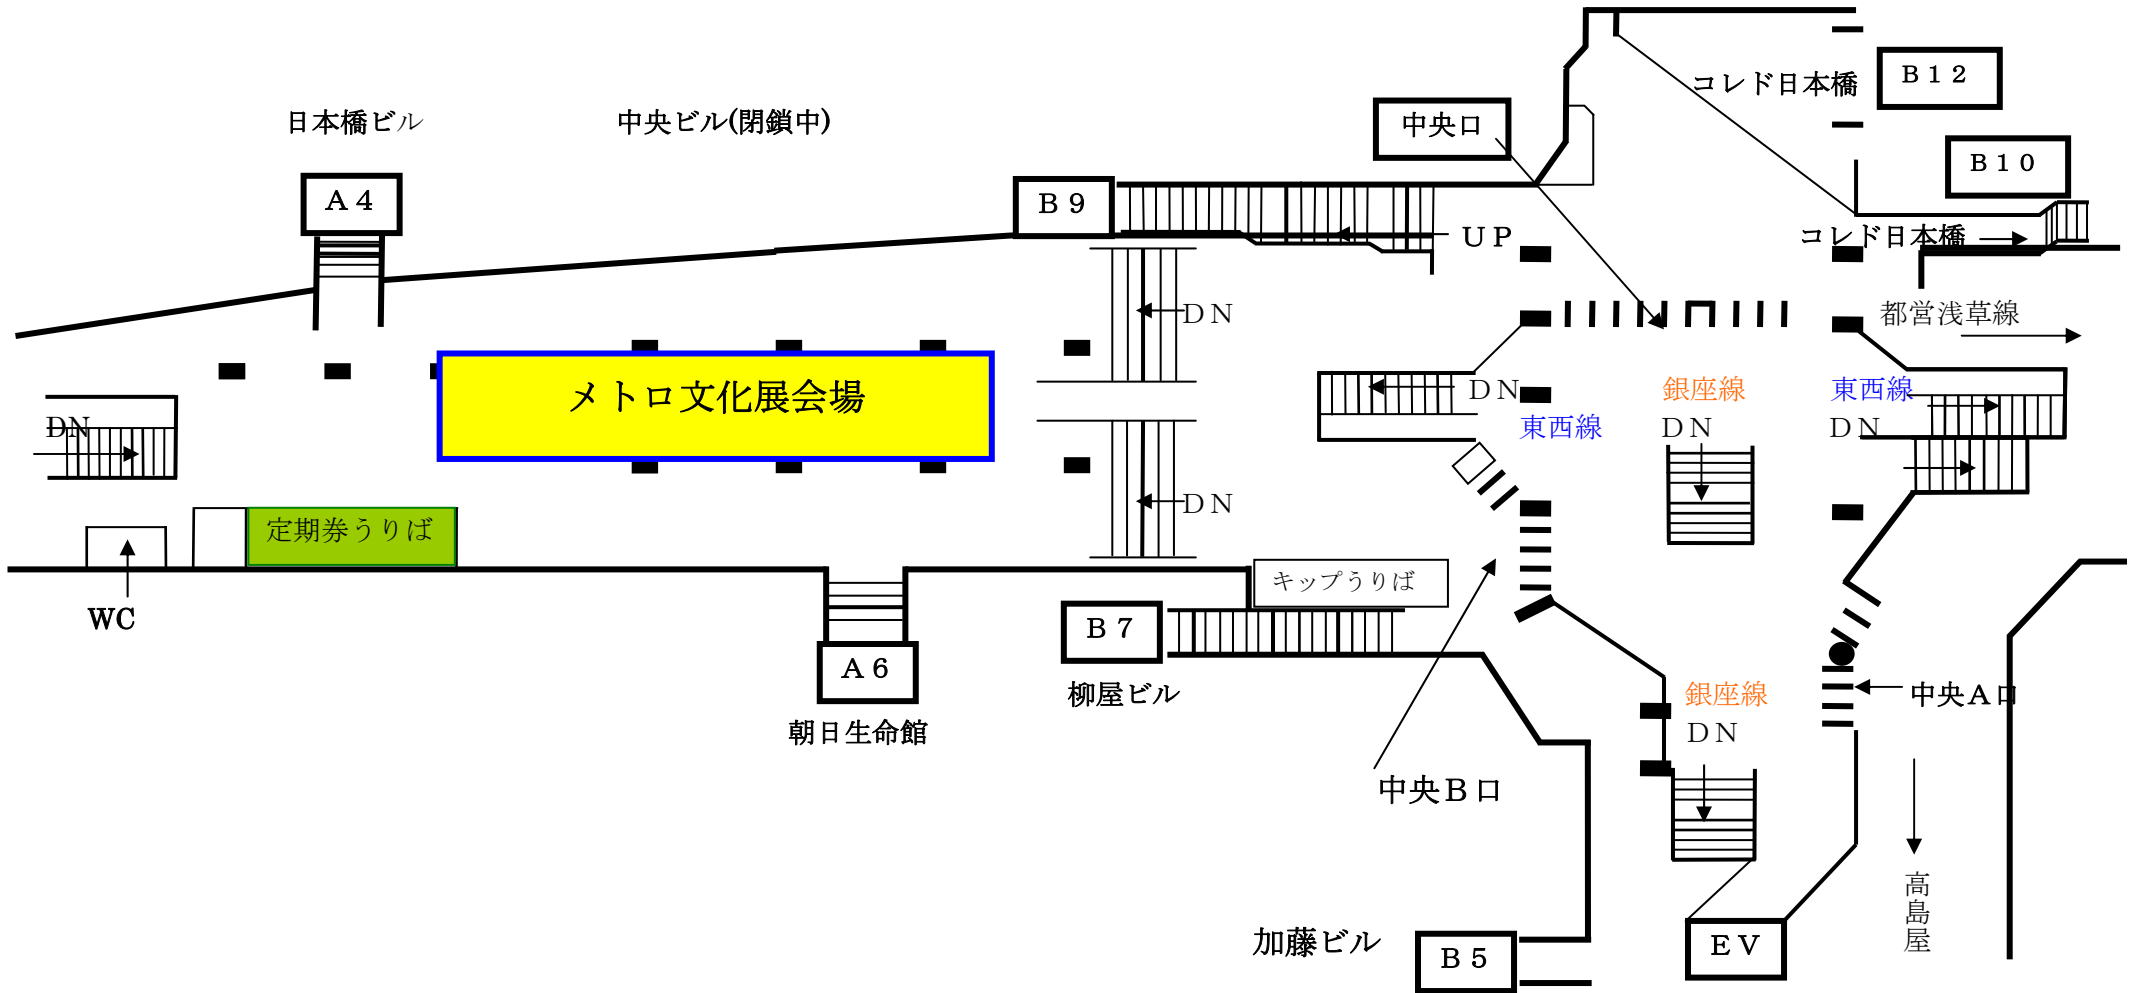 コレド日本橋
Ｂ１２
日本橋ビル
中央ビル(閉鎖中)
中央口
Ｂ１０
Ａ４
Ｂ９
ＵＰ
コレド日本橋
ＤＮ
都営浅草線
メトロ文化展会場
ＤＮ
銀座線
東西線
ＤＮ
東西線
ＤＮ
ＤＮ
ＤＮ
定期券うりば
キップうりば
WC
Ｂ７
Ａ６
柳屋ビル
銀座線
中央Ａ口
朝日生命館
ＤＮ
中央Ｂ口
高島屋
加藤ビル
Ｂ５
ＥＶ